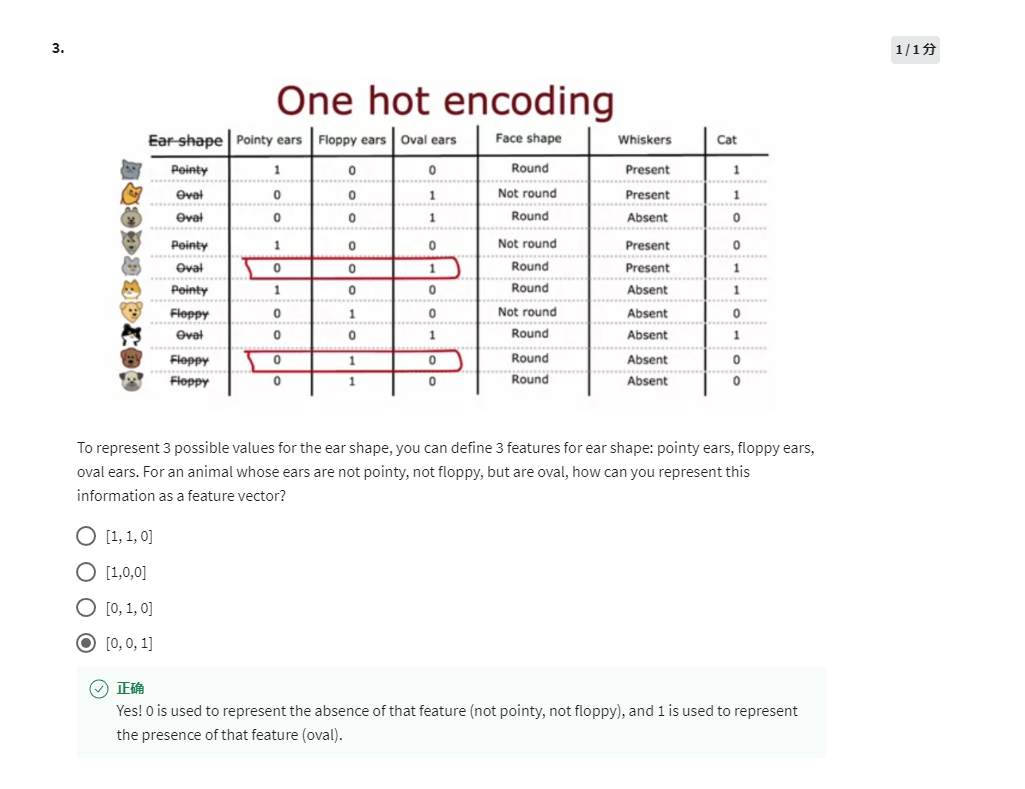 3.
1 / 1 分
One hot encoding
Ear shape Pointy ears Floppy ears Oval ears Face shape Whiskers Cat
Pointy 1 0 0 Round Present 1
Oval 0 0 1 Not round Present 1
Oval 0 0 1 Round Absent 0
Pointy 1 0 0 Not round Present 0
Oval 0 0 1 Round Present 1
Pointy 1 0 0 Round Absent 1
Floppy 0 1 0 Not round Absent 0
Oval 0 0 1 Round Absent 1
Floppy 0 1 0 Round Absent 0
Floppy 0 1 0 Round Absent 0
To represent 3 possible values for the ear shape, you can define 3 features for ear shape: pointy ears, floppy ears,
oval ears. For an animal whose ears are not pointy, not floppy, but are oval, how can you represent this
information as a feature vector?
[1, 1, 0]
[1,0,0]
[0, 1, 0]
[0, 0, 1]
正确
Yes! 0 is used to represent the absence of that feature (not pointy, not floppy), and 1 is used to represent
the presence of that feature (oval).